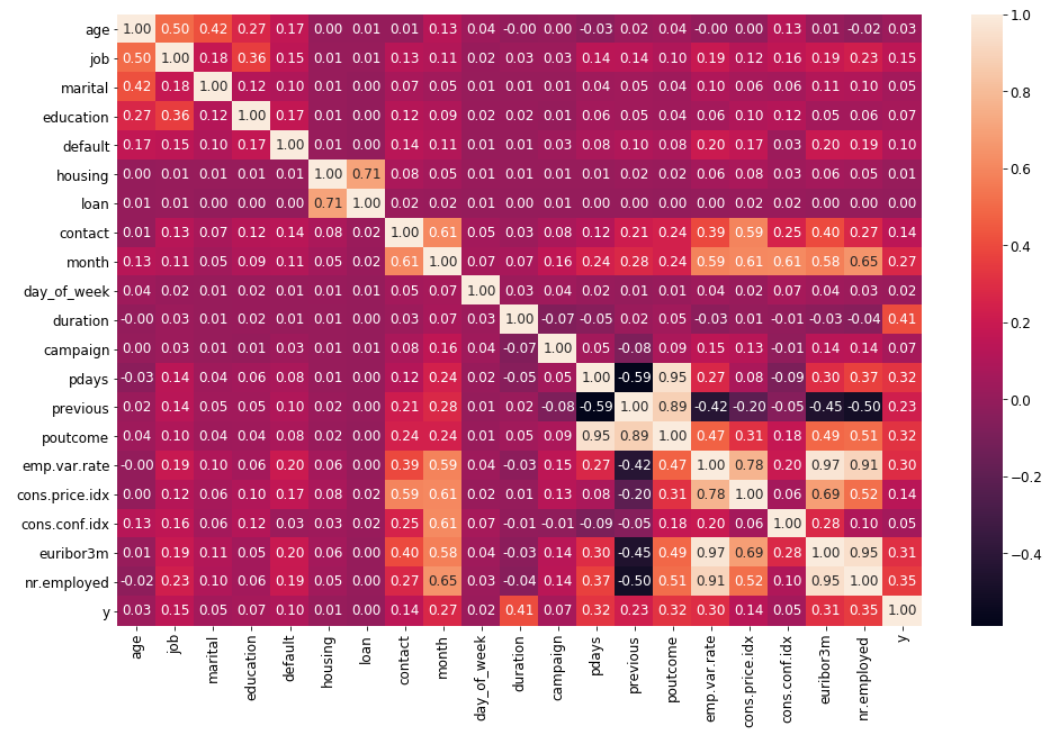 age 1.00 0.50 0.42 0.27 0.17 0.00 0.01 0.01 0.13 0.04 -0.00 0.00 -0.03 0.02 0.04 -0.00 0.00 0.13 0.01 -0.02 0.03
job 0.50 1.00 0.18 0.36 0.15 0.01 0.01 0.13 0.11 0.02 0.03 0.03 0.14 0.14 0.10 0.19 0.12 0.16 0.19 0.23 0.15
marital 0.42 0.18 1.00 0.12 0.10 0.01 0.00 0.07 0.05 0.01 0.01 0.01 0.04 0.05 0.04 0.10 0.06 0.06 0.11 0.10 0.05
education 0.27 0.36 0.12 1.00 0.17 0.01 0.00 0.12 0.09 0.02 0.02 0.01 0.06 0.05 0.04 0.06 0.10 0.12 0.05 0.06 0.07
default 0.17 0.15 0.10 0.17 1.00 0.01 0.00 0.14 0.11 0.01 0.01 0.03 0.08 0.10 0.08 0.20 0.17 0.03 0.20 0.19 0.10
housing 0.00 0.01 0.01 0.01 0.01 1.00 0.71 0.08 0.05 0.01 0.01 0.01 0.01 0.02 0.02 0.06 0.08 0.03 0.06 0.05 0.01
loan 0.01 0.01 0.00 0.00 0.00 0.71 1.00 0.02 0.02 0.01 0.00 0.01 0.00 0.00 0.00 0.00 0.02 0.02 0.00 0.00 0.00
contact 0.01 0.13 0.07 0.12 0.14 0.08 0.02 1.00 0.61 0.05 0.03 0.08 0.12 0.21 0.24 0.39 0.59 0.25 0.40 0.27 0.14
month 0.13 0.11 0.05 0.09 0.11 0.05 0.02 0.61 1.00 0.07 0.07 0.16 0.24 0.28 0.24 0.59 0.61 0.61 0.58 0.65 0.27
day_of_week 0.04 0.02 0.01 0.02 0.01 0.01 0.01 0.05 0.07 1.00 0.03 0.04 0.02 0.01 0.01 0.04 0.02 0.07 0.04 0.03 0.02
duration -0.00 0.03 0.01 0.02 0.01 0.01 0.00 0.03 0.07 0.03 1.00 -0.07 -0.05 0.02 0.05 -0.03 0.01 -0.01 -0.03 -0.04 0.41
campaign 0.00 0.03 0.01 0.01 0.03 0.01 0.01 0.08 0.16 0.04 -0.07 1.00 0.05 -0.08 0.09 0.15 0.13 -0.01 0.14 0.14 0.07
pdays -0.03 0.14 0.04 0.06 0.08 0.01 0.00 0.12 0.24 0.02 -0.05 0.05 1.00 -0.59 0.95 0.27 0.08 -0.09 0.30 0.37 0.32
previous 0.02 0.14 0.05 0.05 0.10 0.02 0.00 0.21 0.28 0.01 0.02 -0.08 -0.59 1.00 0.89 -0.42 -0.20 -0.05 -0.45 -0.50 0.23
poutcome 0.04 0.10 0.04 0.04 0.08 0.02 0.00 0.24 0.24 0.01 0.05 0.09 0.95 0.89 1.00 0.47 0.31 0.18 0.49 0.51 0.32
emp.var.rate -0.00 0.19 0.10 0.06 0.20 0.06 0.00 0.39 0.59 0.04 -0.03 0.15 0.27 -0.42 0.47 1.00 0.78 0.20 0.97 0.91 0.30
cons.price.idx 0.00 0.12 0.06 0.10 0.17 0.08 0.02 0.59 0.61 0.02 0.01 0.13 0.08 -0.20 0.31 0.78 1.00 0.06 0.69 0.52 0.14
cons.conf.idx 0.13 0.16 0.06 0.12 0.03 0.03 0.02 0.25 0.61 0.07 -0.01 -0.01 -0.09 -0.05 0.18 0.20 0.06 1.00 0.28 0.10 0.05
euribor3m 0.01 0.19 0.11 0.05 0.20 0.06 0.00 0.40 0.58 0.04 -0.03 0.14 0.30 -0.45 0.49 0.97 0.69 0.28 1.00 0.95 0.31
nr.employed -0.02 0.23 0.10 0.06 0.19 0.05 0.00 0.27 0.65 0.03 -0.04 0.14 0.37 -0.50 0.51 0.91 0.52 0.10 0.95 1.00 0.35
y 0.03 0.15 0.05 0.07 0.10 0.01 0.00 0.14 0.27 0.02 0.41 0.07 0.32 0.23 0.32 0.30 0.14 0.05 0.31 0.35 1.00
age job marital education default housing loan contact month day_of_week duration campaign pdays previous poutcome emp.var.rate cons.price.idx cons.conf.idx euribor3m nr.employed y
1.0
0.8
0.6
0.4
0.2
0.0
−0.2
−0.4